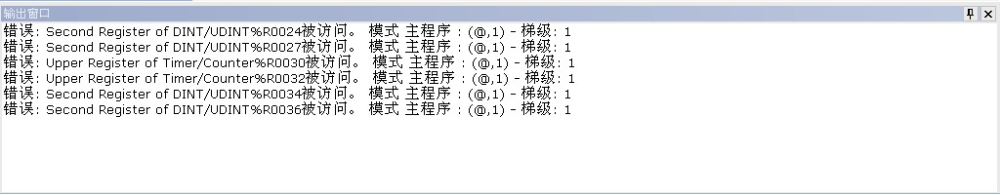 输出窗口
错误: Second Register of DINT/UDINT%R0024被访问。 模式 主程序 : (@,1) - 梯级: 1
错误: Second Register of DINT/UDINT%R0027被访问。 模式 主程序 : (@,1) - 梯级: 1
错误: Upper Register of Timer/Counter%R0030被访问。 模式 主程序 : (@,1) - 梯级: 1
错误: Upper Register of Timer/Counter%R0032被访问。 模式 主程序 : (@,1) - 梯级: 1
错误: Second Register of DINT/UDINT%R0034被访问。 模式 主程序 : (@,1) - 梯级: 1
错误: Second Register of DINT/UDINT%R0036被访问。 模式 主程序 : (@,1) - 梯级: 1